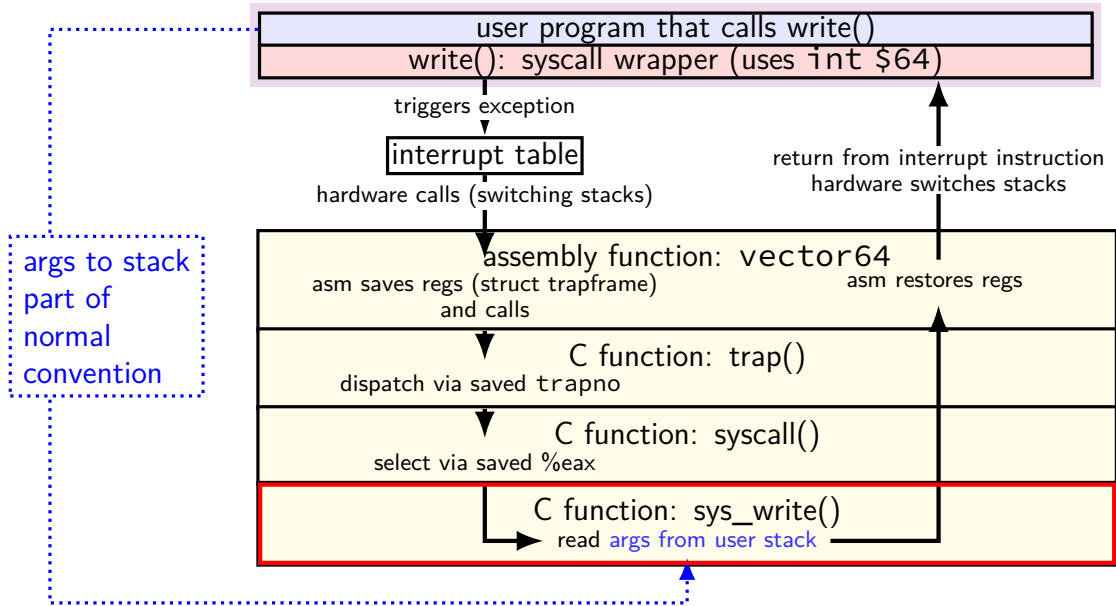 user program that calls write()
write(): syscall wrapper (uses int $64)
triggers exception
interrupt table
hardware calls (switching stacks)
return from interrupt instruction
hardware switches stacks
args to stack
part of
normal
convention
assembly function: vector64
asm saves regs (struct trapframe)
and calls
asm restores regs
C function: trap()
dispatch via saved trapno
C function: syscall()
select via saved %eax
C function: sys_write()
read args from user stack